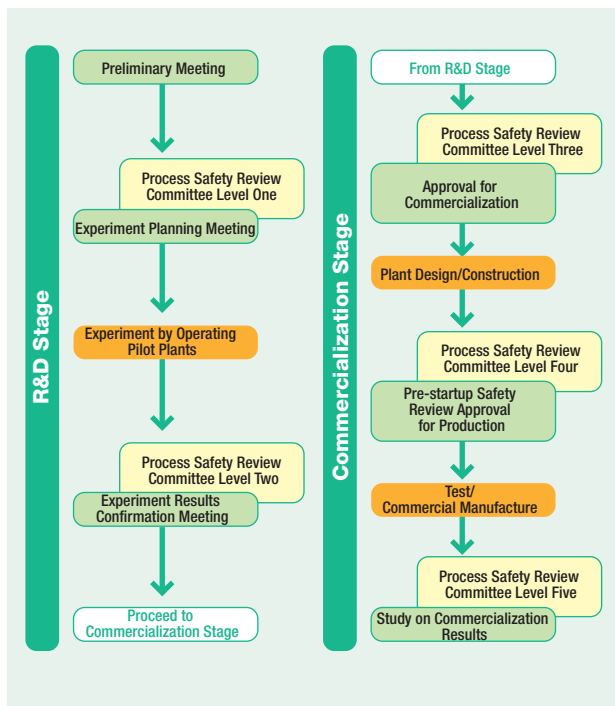 R&D Stage
Preliminary Meeting
Process Safety Review
Committee Level One
Experiment Planning Meeting
Experiment by Operating
Pilot Plants
Process Safety Review
Committee Level Two
Experiment Results
Confirmation Meeting
Proceed to
Commercialization Stage
Commercialization Stage
From R&D Stage
Process Safety Review
Committee Level Three
Approval for
Commercialization
Plant Design/Construction
Process Safety Review
Committee Level Four
Pre-startup Safety
Review Approval
for Production
Test/
Commercial Manufacture
Process Safety Review
Committee Level Five
Study on Commercialization
Results